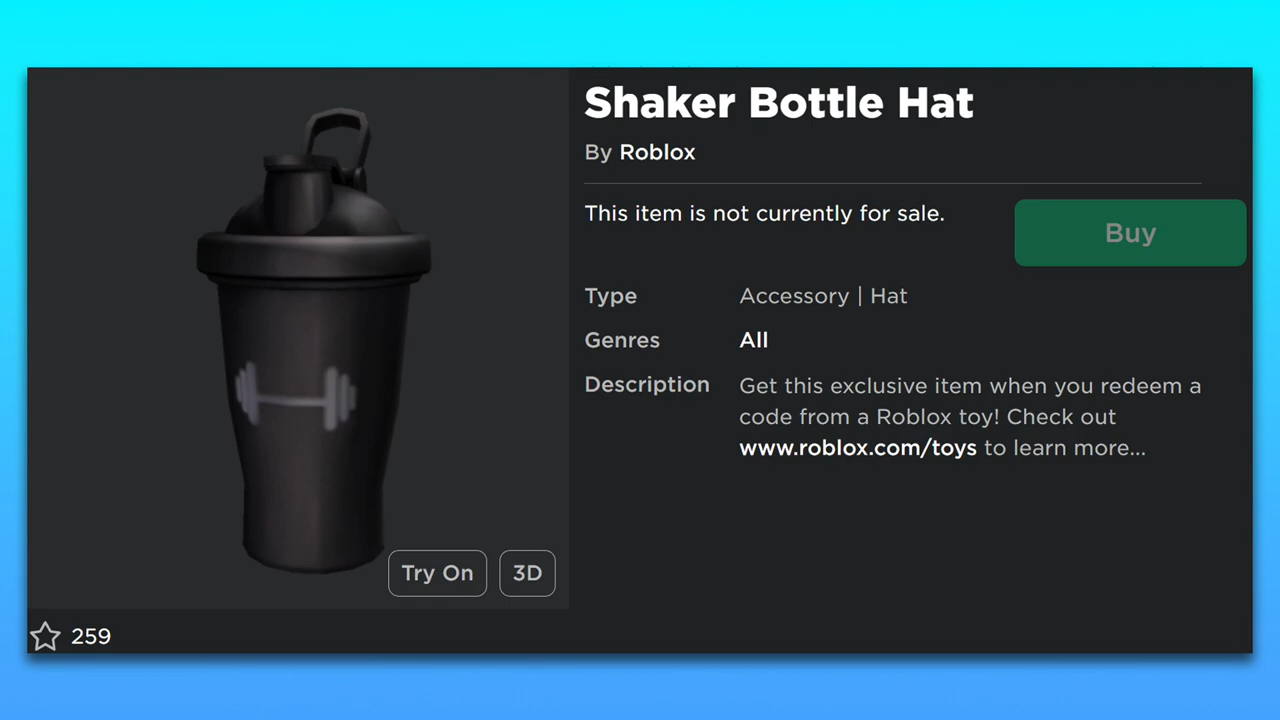 Shaker Bottle Hat
By Roblox
This item is not currently for sale.
Buy
Type Accessory | Hat
Genres All
Description Get this exclusive item when you redeem a
code from a Roblox toy! Check out
www.roblox.com/toys to learn more...
Try On 3D
259